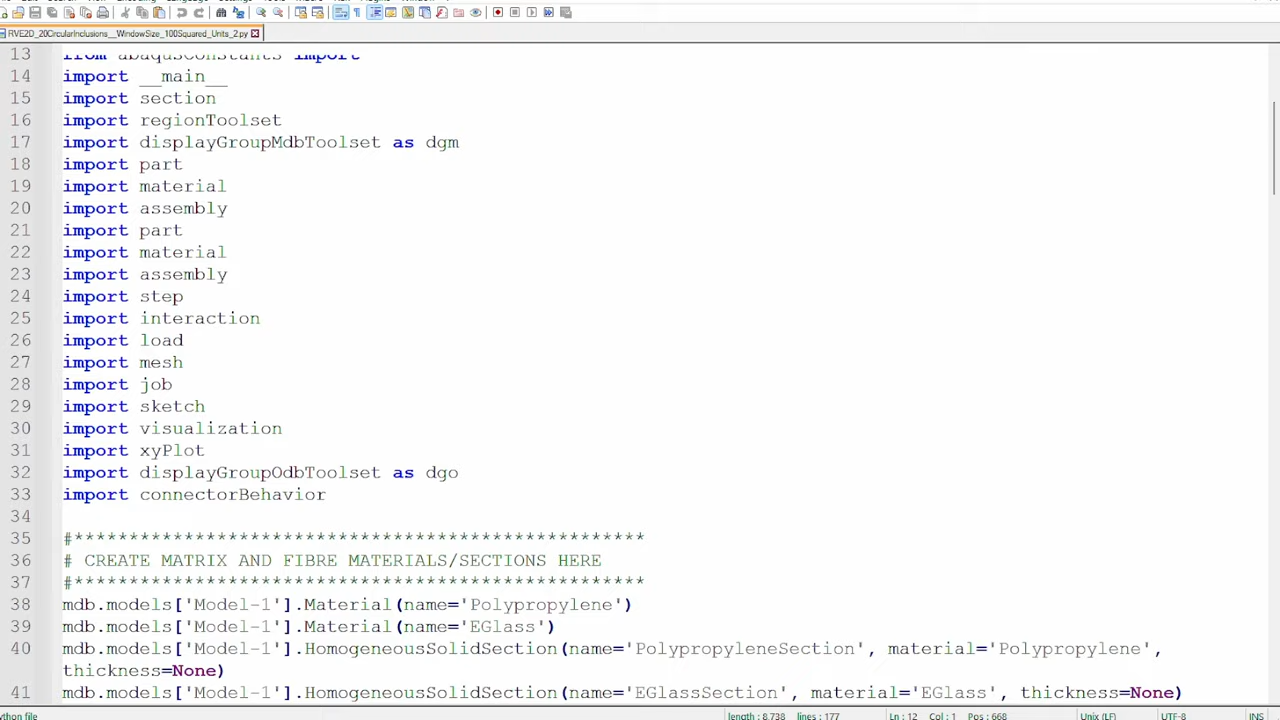 RVE2D_20CircularInclusions__WindowSize_100Squared_Units_2.py
13 from abaqusConstants import
14 import __main__
15 import section
16 import regionToolset
17 import displayGroupMdbToolset as dgm
18 import part
19 import material
20 import assembly
21 import part
22 import material
23 import assembly
24 import step
25 import interaction
26 import load
27 import mesh
28 import job
29 import sketch
30 import visualization
31 import xyPlot
32 import displayGroupOdbToolset as dgo
33 import connectorBehavior
34
35 #****************************************************
36 # CREATE MATRIX AND FIBRE MATERIALS/SECTIONS HERE
37 #****************************************************
38 mdb.models['Model-1'].Material(name='Polypropylene')
39 mdb.models['Model-1'].Material(name='EGlass')
40 mdb.models['Model-1'].HomogeneousSolidSection(name='PolypropyleneSection', material='Polypropylene',
thickness=None)
41 mdb.models['Model-1'].HomogeneousSolidSection(name='EGlassSection', material='EGlass', thickness=None)
ython file length : 8,738 lines : 177 Ln : 12 Col : 1 Pos : 668 Unix (LF) UTF-8 INS